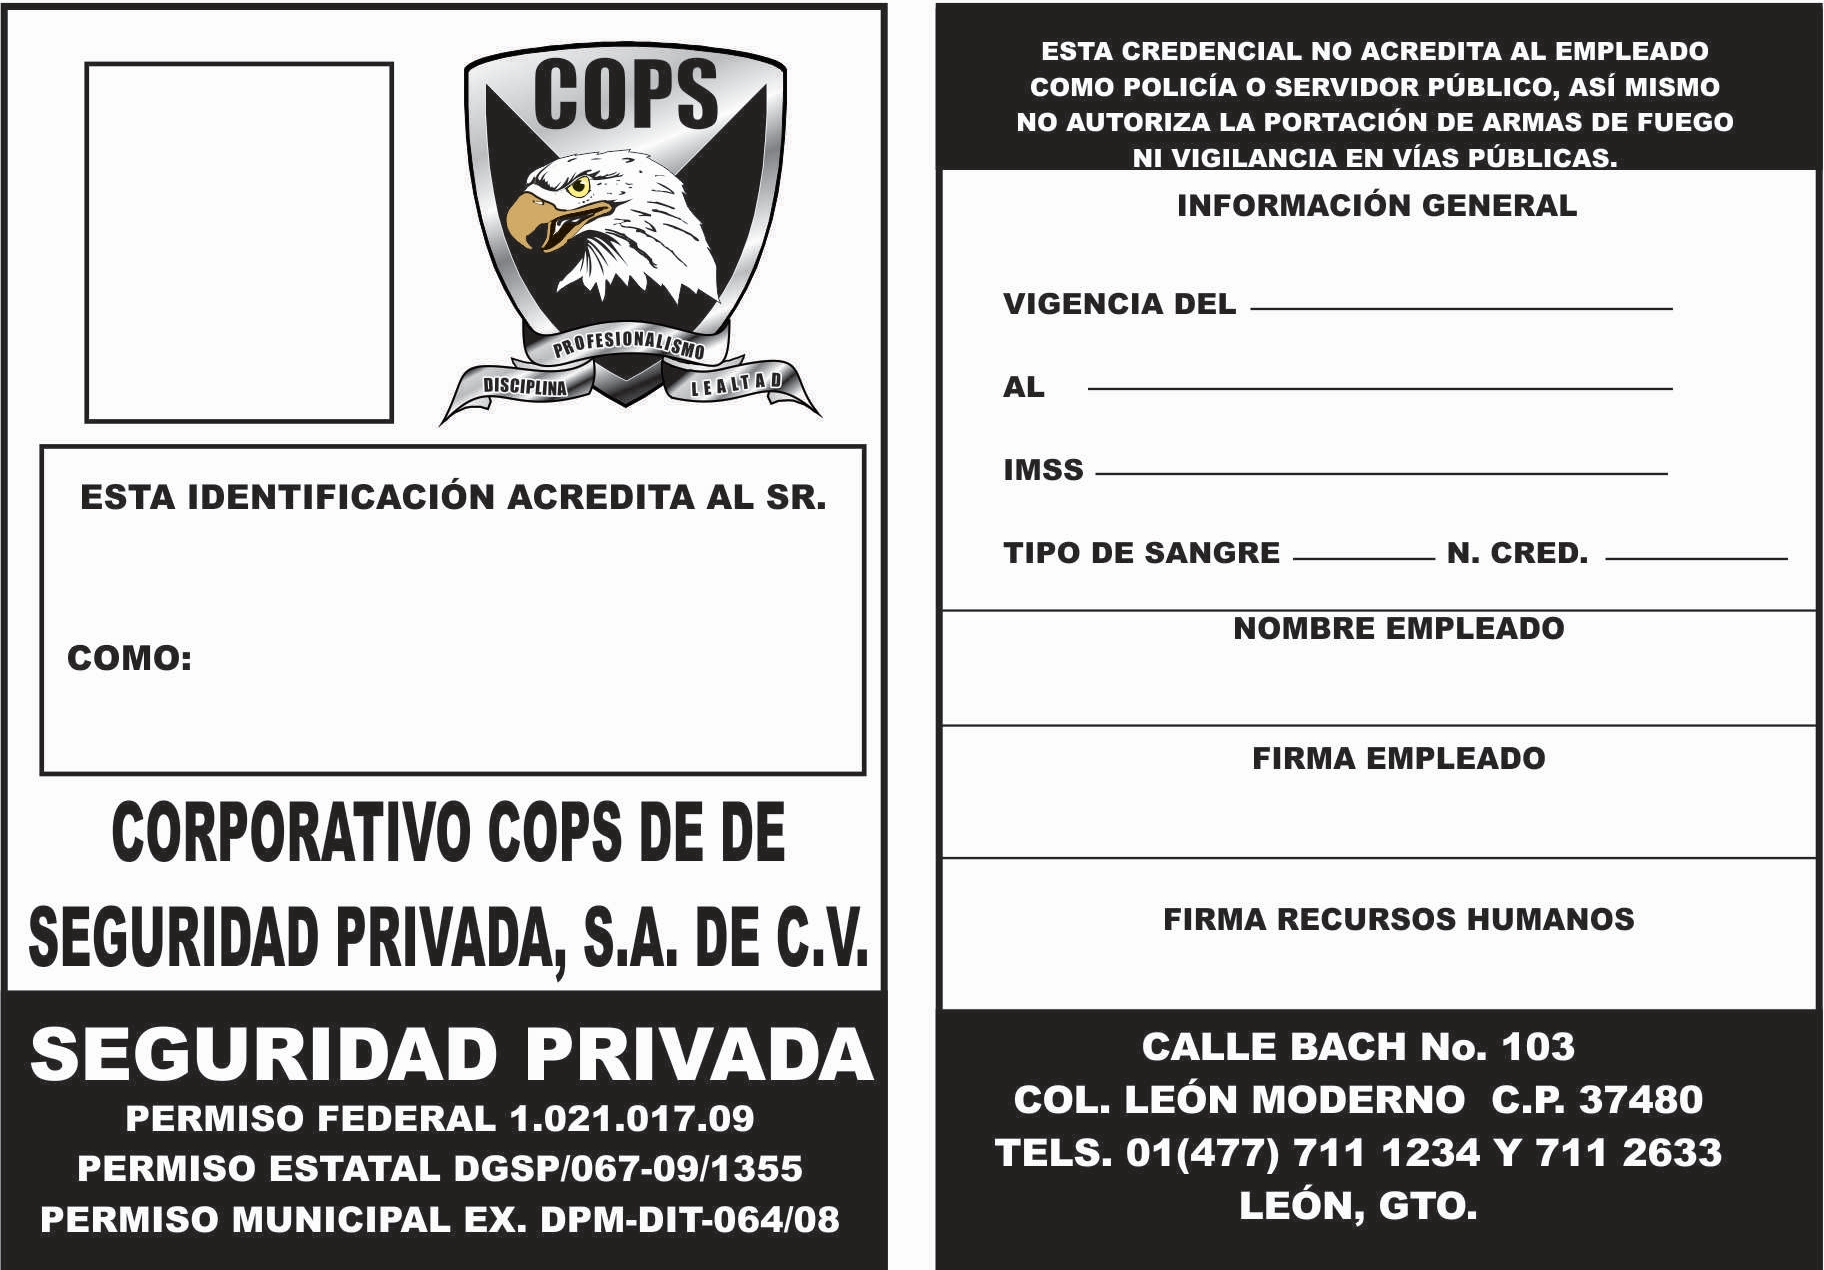 COPS
PROFESIONALISMO
DISCIPLINA
LEALTAD
ESTA IDENTIFICACIÓN ACREDITA AL SR.
COMO:
CORPORATIVO COPS DE DE
SEGURIDAD PRIVADA, S.A. DE C.V.
SEGURIDAD PRIVADA
PERMISO FEDERAL 1.021.017.09
PERMISO ESTATAL DGSP/067-09/1355
PERMISO MUNICIPAL EX. DPM-DIT-064/08
ESTA CREDENCIAL NO ACREDITA AL EMPLEADO
COMO POLICÍA O SERVIDOR PÚBLICO, ASÍ MISMO
NO AUTORIZA LA PORTACIÓN DE ARMAS DE FUEGO
NI VIGILANCIA EN VÍAS PÚBLICAS.
INFORMACIÓN GENERAL
VIGENCIA DEL
AL
IMSS
TIPO DE SANGRE N. CRED.
NOMBRE EMPLEADO
FIRMA EMPLEADO
FIRMA RECURSOS HUMANOS
CALLE BACH No. 103
COL. LEÓN MODERNO C.P. 37480
TELS. 01(477) 711 1234 Y 711 2633
LEÓN, GTO.